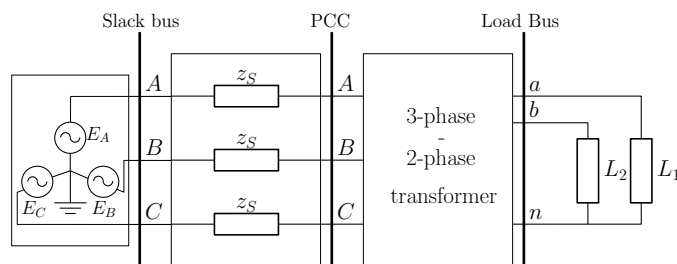 Slack bus
PCC
Load Bus
A
z_S
A
a
b
E_A
3-phase
-
2-phase
transformer
B
z_S
B
L_2
L_1
E_C
E_B
C
z_S
C
n